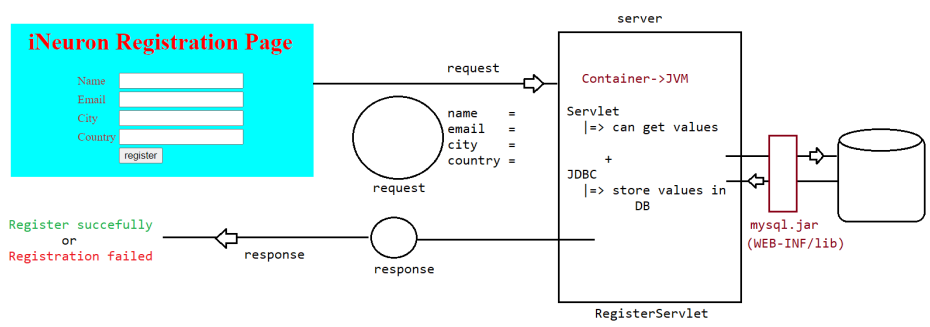 server
iNeuron Registration Page
Name
Email
City
Country
register
request
name =
email =
city =
country =
request
Container->JVM
Servlet
|=> can get values
+
JDBC
|=> store values in
DB
mysql.jar
(WEB-INF/lib)
Register succefully
or
Registration failed
response
response
RegisterServlet